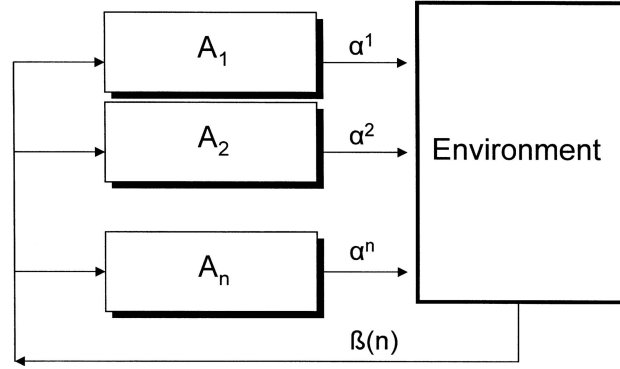 A₁
α¹
A₂
α²
Environment
Aₙ
αⁿ
ß(n)